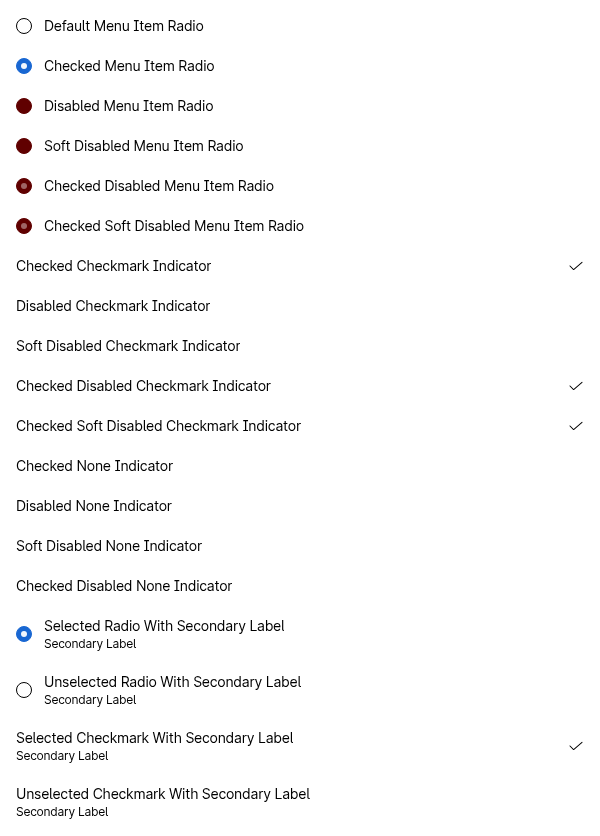 Default Menu Item Radio
Checked Menu Item Radio
Disabled Menu Item Radio
Soft Disabled Menu Item Radio
Checked Disabled Menu Item Radio
Checked Soft Disabled Menu Item Radio
Checked Checkmark Indicator
Disabled Checkmark Indicator
Soft Disabled Checkmark Indicator
Checked Disabled Checkmark Indicator
Checked Soft Disabled Checkmark Indicator
Checked None Indicator
Disabled None Indicator
Soft Disabled None Indicator
Checked Disabled None Indicator
Selected Radio With Secondary Label
Secondary Label
Unselected Radio With Secondary Label
Secondary Label
Selected Checkmark With Secondary Label
Secondary Label
Unselected Checkmark With Secondary Label
Secondary Label